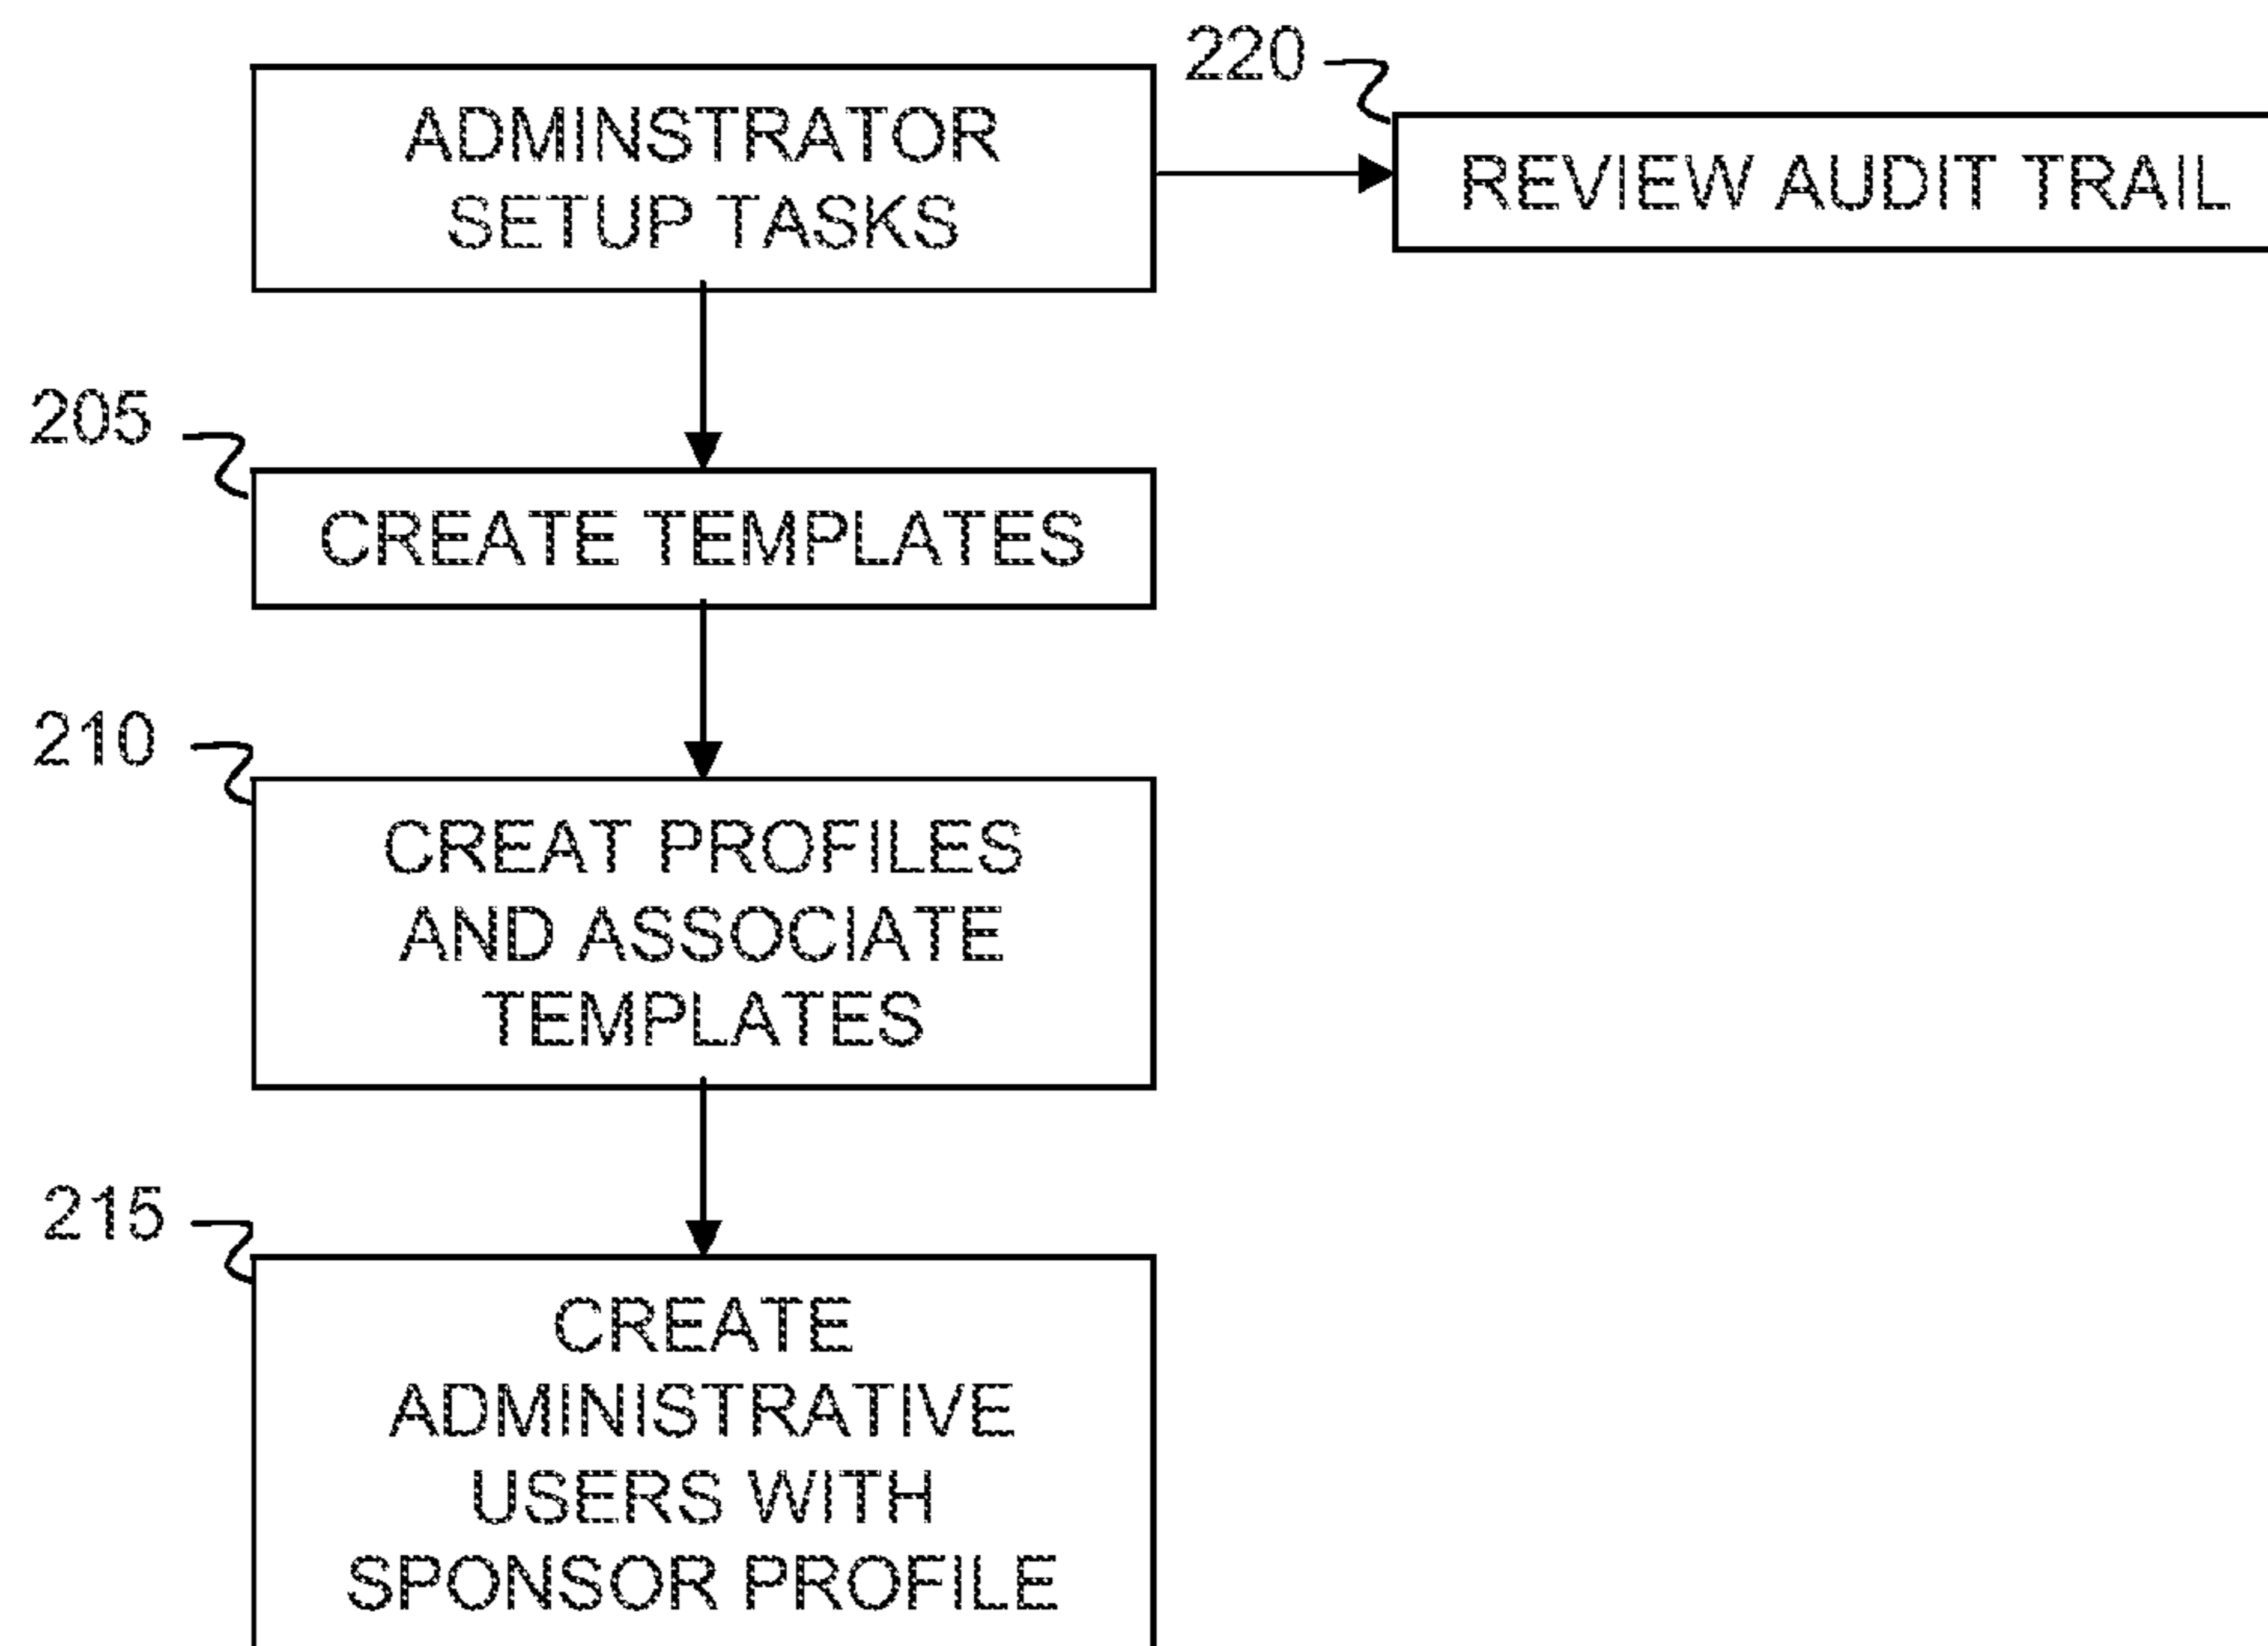 220
ADMINSTRATOR
SETUP TASKS
REVIEW AUDIT TRAIL
205
CREATE TEMPLATES
210
CREAT PROFILES
AND ASSOCIATE
TEMPLATES
215
CREATE
ADMINISTRATIVE
USERS WITH
SPONSOR PROFILE